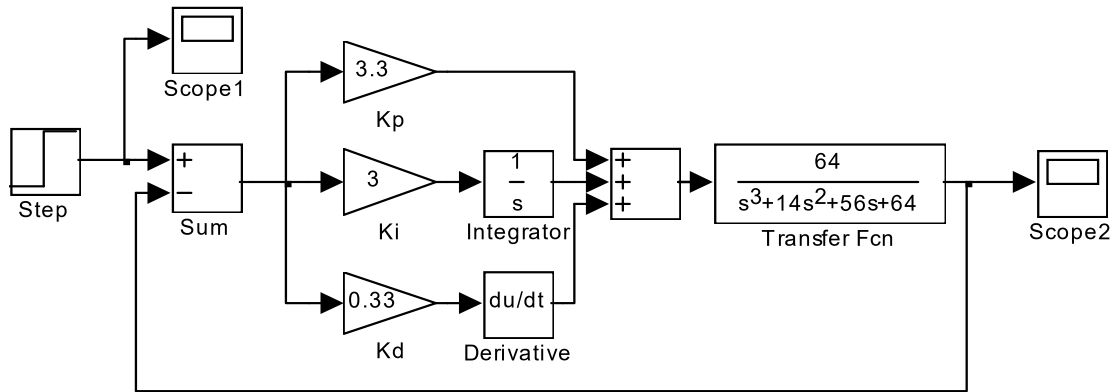 Scope1
3.3
Kp
Step
+
−
Sum
3
Ki
1
s
Integrator
+
+
+
64
s³+14s²+56s+64
Transfer Fcn
Scope2
0.33
Kd
du/dt
Derivative